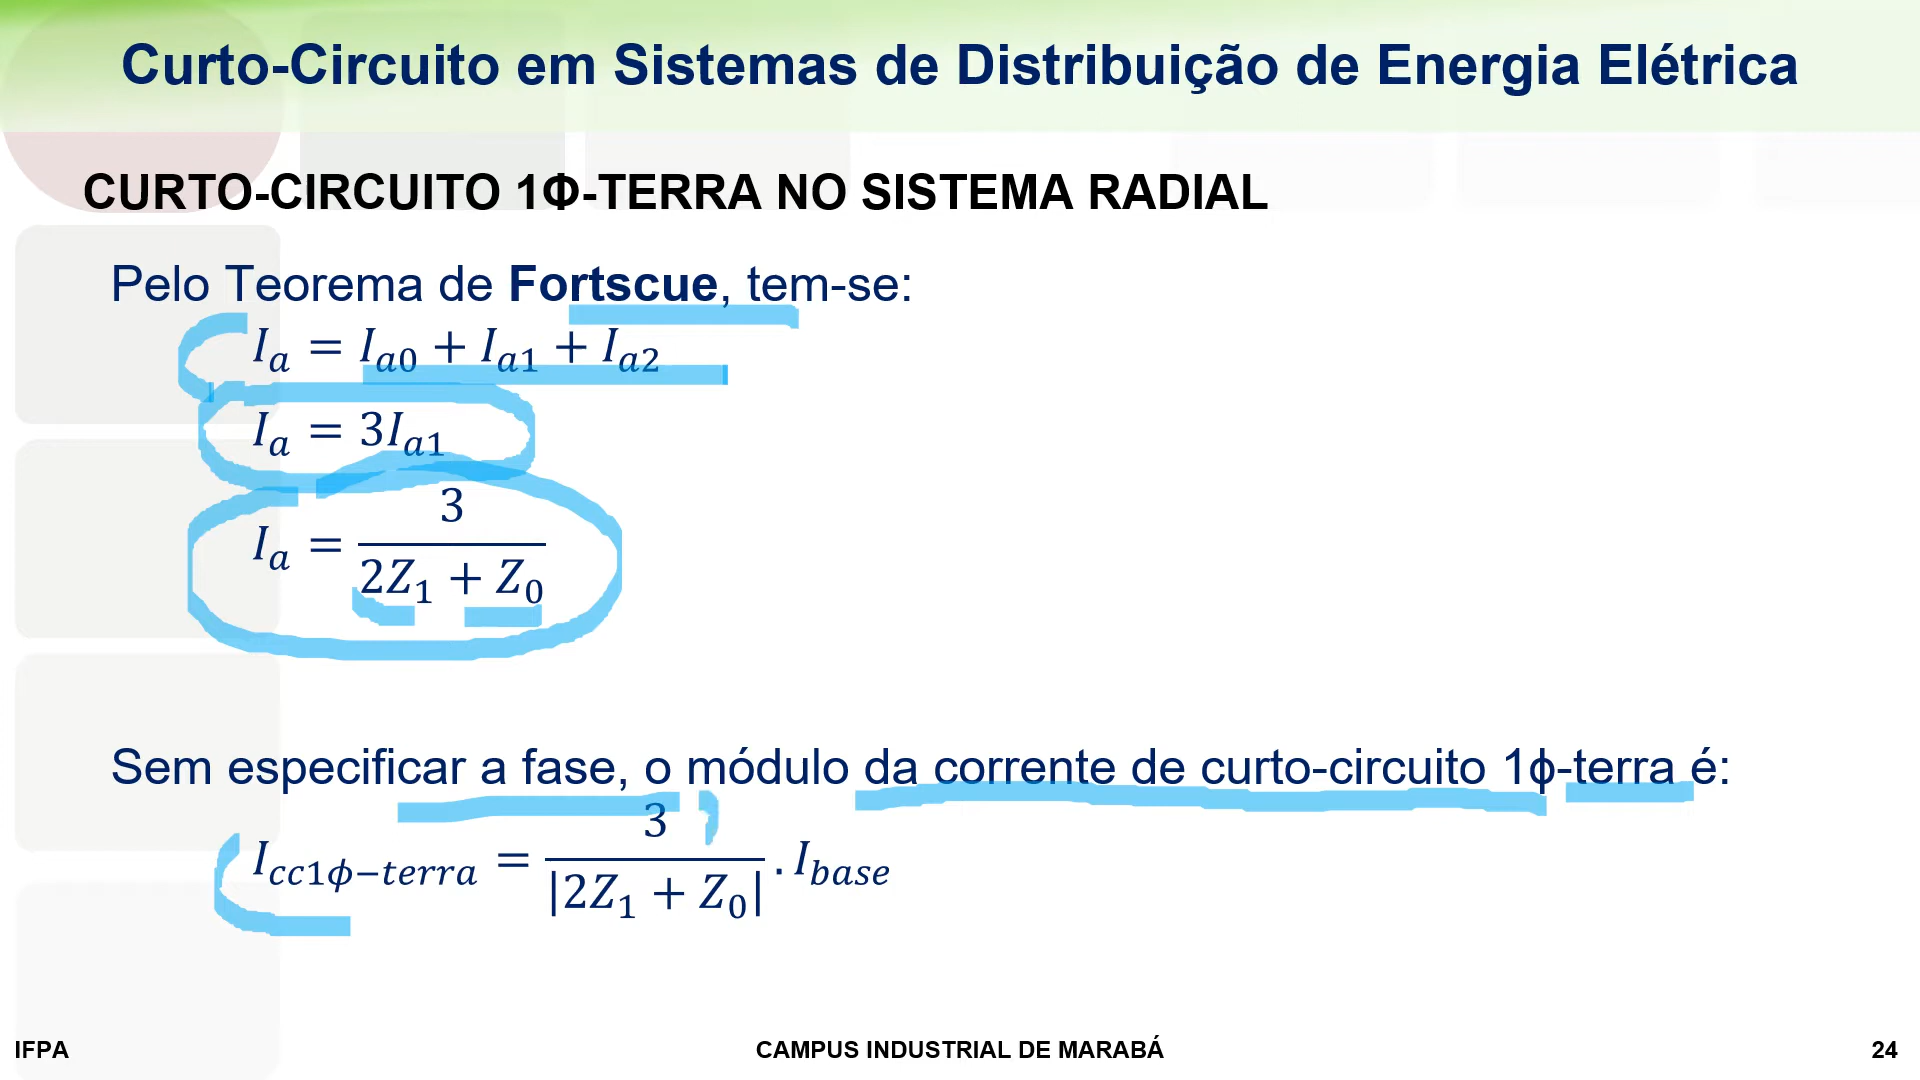 Curto-Circuito em Sistemas de Distribuição de Energia Elétrica
CURTO-CIRCUITO 1Φ-TERRA NO SISTEMA RADIAL
Pelo Teorema de Fortscue, tem-se:
I_a = I_a0 + I_a1 + I_a2
I_a = 3I_a1
I_a = 3 / (2Z_1 + Z_0)
Sem especificar a fase, o módulo da corrente de curto-circuito 1ϕ-terra é:
I_cc1ϕ−terra = 3 / |2Z_1 + Z_0| . I_base
IFPA
CAMPUS INDUSTRIAL DE MARABÁ
24